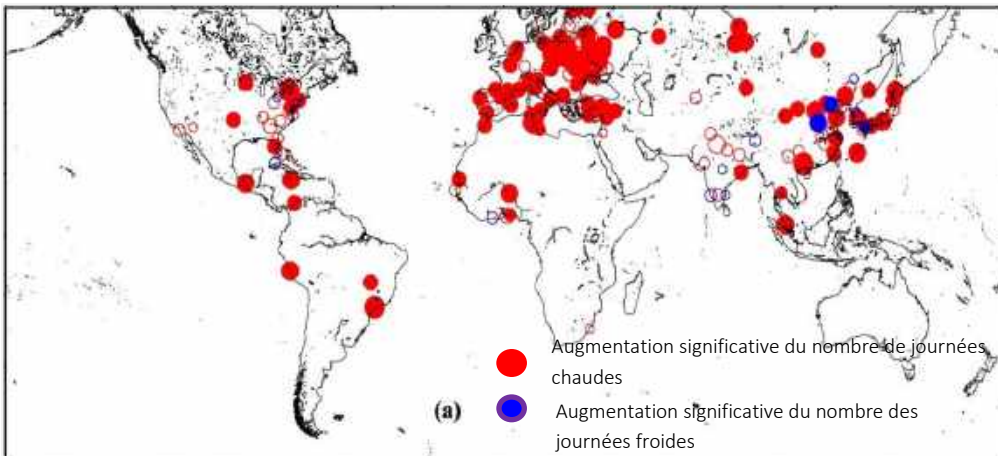 Augmentation significative du nombre de journées
chaudes
(a)
Augmentation significative du nombre des
journées froides